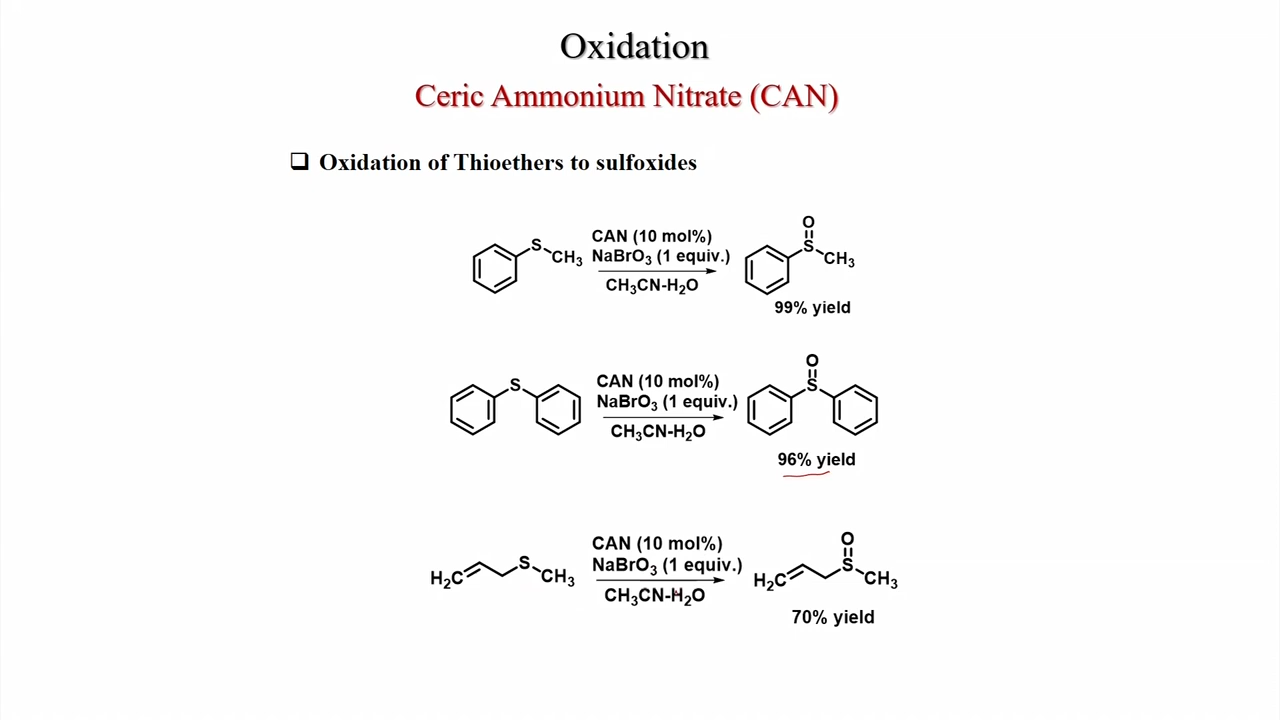 Oxidation
Ceric Ammonium Nitrate (CAN)
❑ Oxidation of Thioethers to sulfoxides
S
CH₃
CAN (10 mol%)
NaBrO₃ (1 equiv.)
CH₃CN-H₂O
O
S
CH₃
99% yield
S
CAN (10 mol%)
NaBrO₃ (1 equiv.)
CH₃CN-H₂O
O
S
96% yield
H₂C
S
CH₃
CAN (10 mol%)
NaBrO₃ (1 equiv.)
CH₃CN-H₂O
O
H₂C
S
CH₃
70% yield